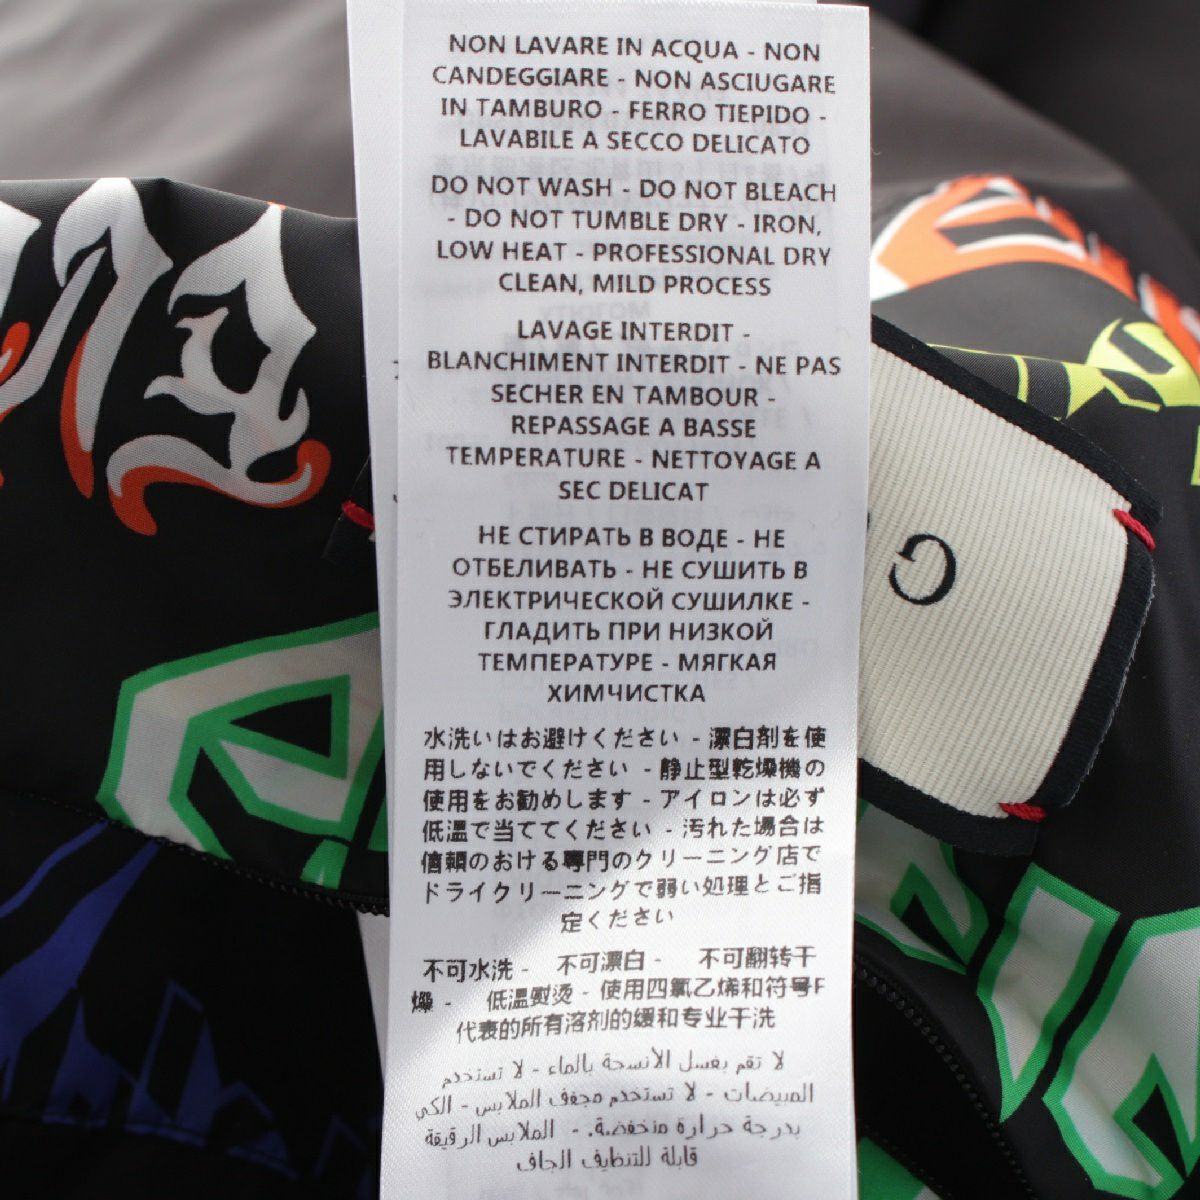 NON LAVARE IN ACQUA - NON
CANDEGGIARE - NON ASCIUGARE
IN TAMBURO - FERRO TIEPIDO -
LAVABILE A SECCO DELICATO
DO NOT WASH - DO NOT BLEACH
- DO NOT TUMBLE DRY - IRON,
LOW HEAT - PROFESSIONAL DRY
CLEAN, MILD PROCESS
LAVAGE INTERDIT -
BLANCHIMENT INTERDIT - NE PAS
SECHER EN TAMBOUR -
REPASSAGE A BASSE
TEMPERATURE - NETTOYAGE A
SEC DELICAT
НЕ СТИРАТЬ В ВОДЕ - НЕ
ОТБЕЛИВАТЬ - НЕ СУШИТЬ В
ЭЛЕКТРИЧЕСКОЙ СУШИЛКЕ -
ГЛАДИТЬ ПРИ НИЗКОЙ
ТЕМПЕРАТУРЕ - МЯГКАЯ
ХИМЧИСТКА
水洗いはお避けください - 漂白剤を使
用しないでください - 静止型乾燥機の
使用をお勧めします - アイロンは必ず
低温で当ててください - 汚れた場合は
信頼のおける専門のクリーニング店で
ドライクリーニングで弱い処理とご指
定ください
不可水洗 - 不可漂白 - 不可翻转干
燥 - 低温熨烫 - 使用四氯乙烯和符号F
代表的所有溶剂的缓和专业干洗
لا تقم بغسل الأنسجة بالماء - لا تستخدم
المبيضات - لا تستخدم مجفف الملابس - الكي
بدرجة حرارة منخفضة. - الملابس الرقيقة
قابلة للتنظيف الجاف
G